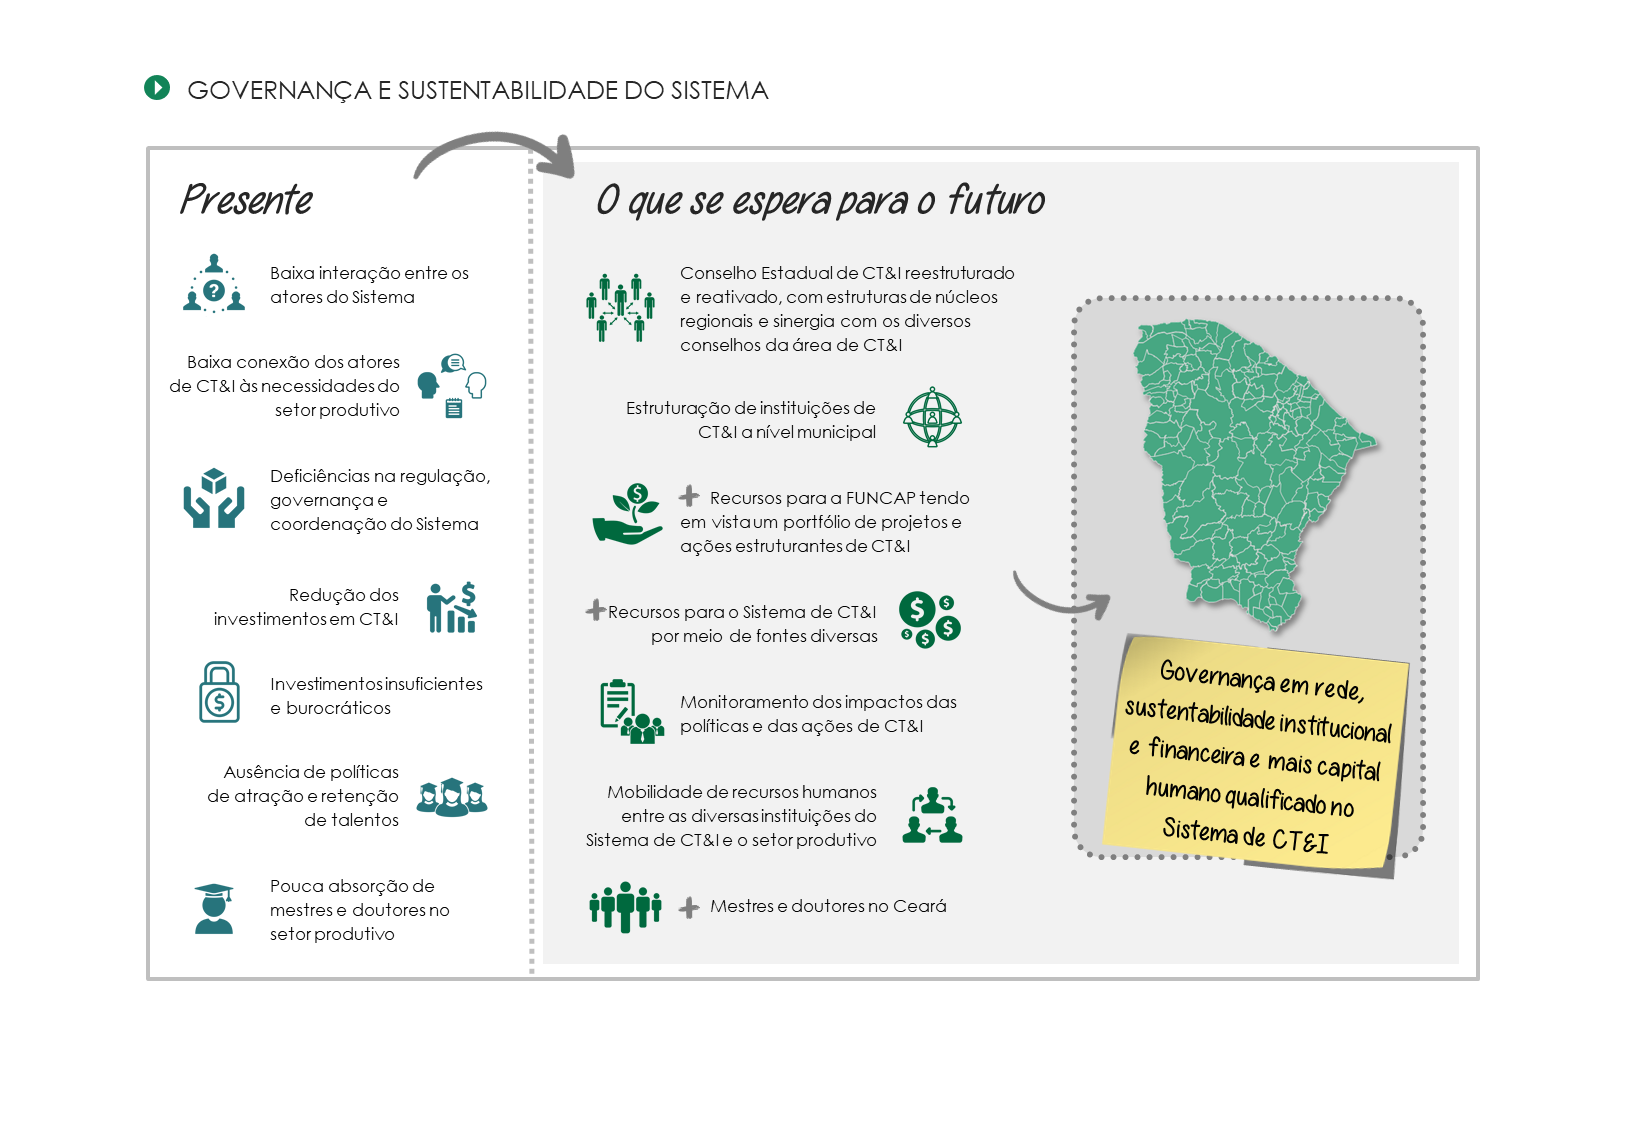 GOVERNANÇA E SUSTENTABILIDADE DO SISTEMA
Presente
Baixa interação entre os
atores do Sistema
Baixa conexão dos atores
de CT&I às necessidades do
setor produtivo
Deficiências na regulação,
governança e
coordenação do Sistema
Redução dos
investimentos em CT&I
Investimentos insuficientes
e burocráticos
Ausência de políticas
de atração e retenção
de talentos
Pouca absorção de
mestres e doutores no
setor produtivo
O que se espera para o futuro
Conselho Estadual de CT&I reestruturado
e reativado, com estruturas de núcleos
regionais e sinergia com os diversos
conselhos da área de CT&I
Estruturação de instituições de
CT&I a nível municipal
+ Recursos para a FUNCAP tendo
em vista um portfólio de projetos e
ações estruturantes de CT&I
+ Recursos para o Sistema de CT&I
por meio de fontes diversas
Monitoramento dos impactos das
políticas e das ações de CT&I
Mobilidade de recursos humanos
entre as diversas instituições do
Sistema de CT&I e o setor produtivo
+ Mestres e doutores no Ceará
Governança em rede,
sustentabilidade institucional
e financeira e mais capital
humano qualificado no
Sistema de CT&I